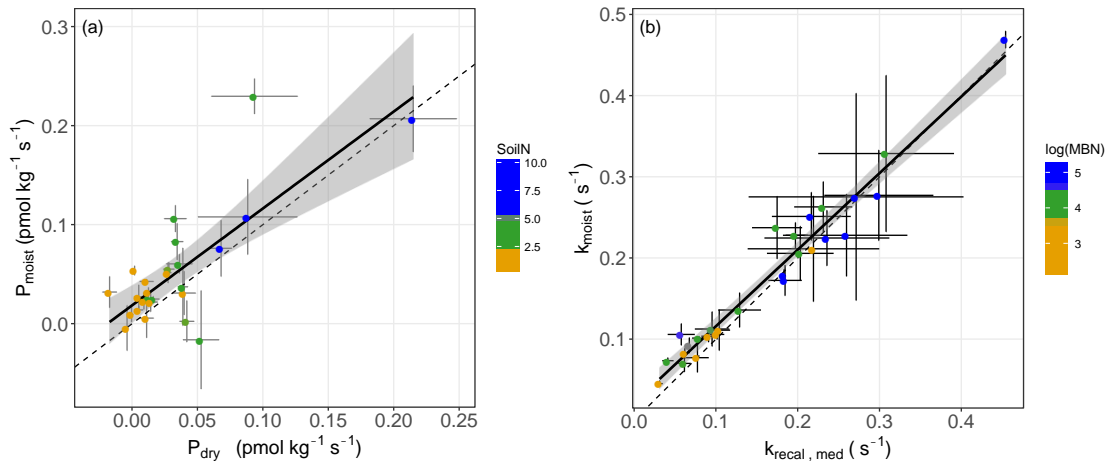 (a)
0.3
0.2
0.1
0.0
P_moist (pmol kg⁻¹ s⁻¹)
0.00 0.05 0.10 0.15 0.20 0.25
P_dry (pmol kg⁻¹ s⁻¹)
SoilN
10.0
7.5
5.0
2.5
(b)
0.5
0.4
0.3
0.2
0.1
k_moist ( s⁻¹)
0.0 0.1 0.2 0.3 0.4
k_recal , med ( s⁻¹)
log(MBN)
5
4
3